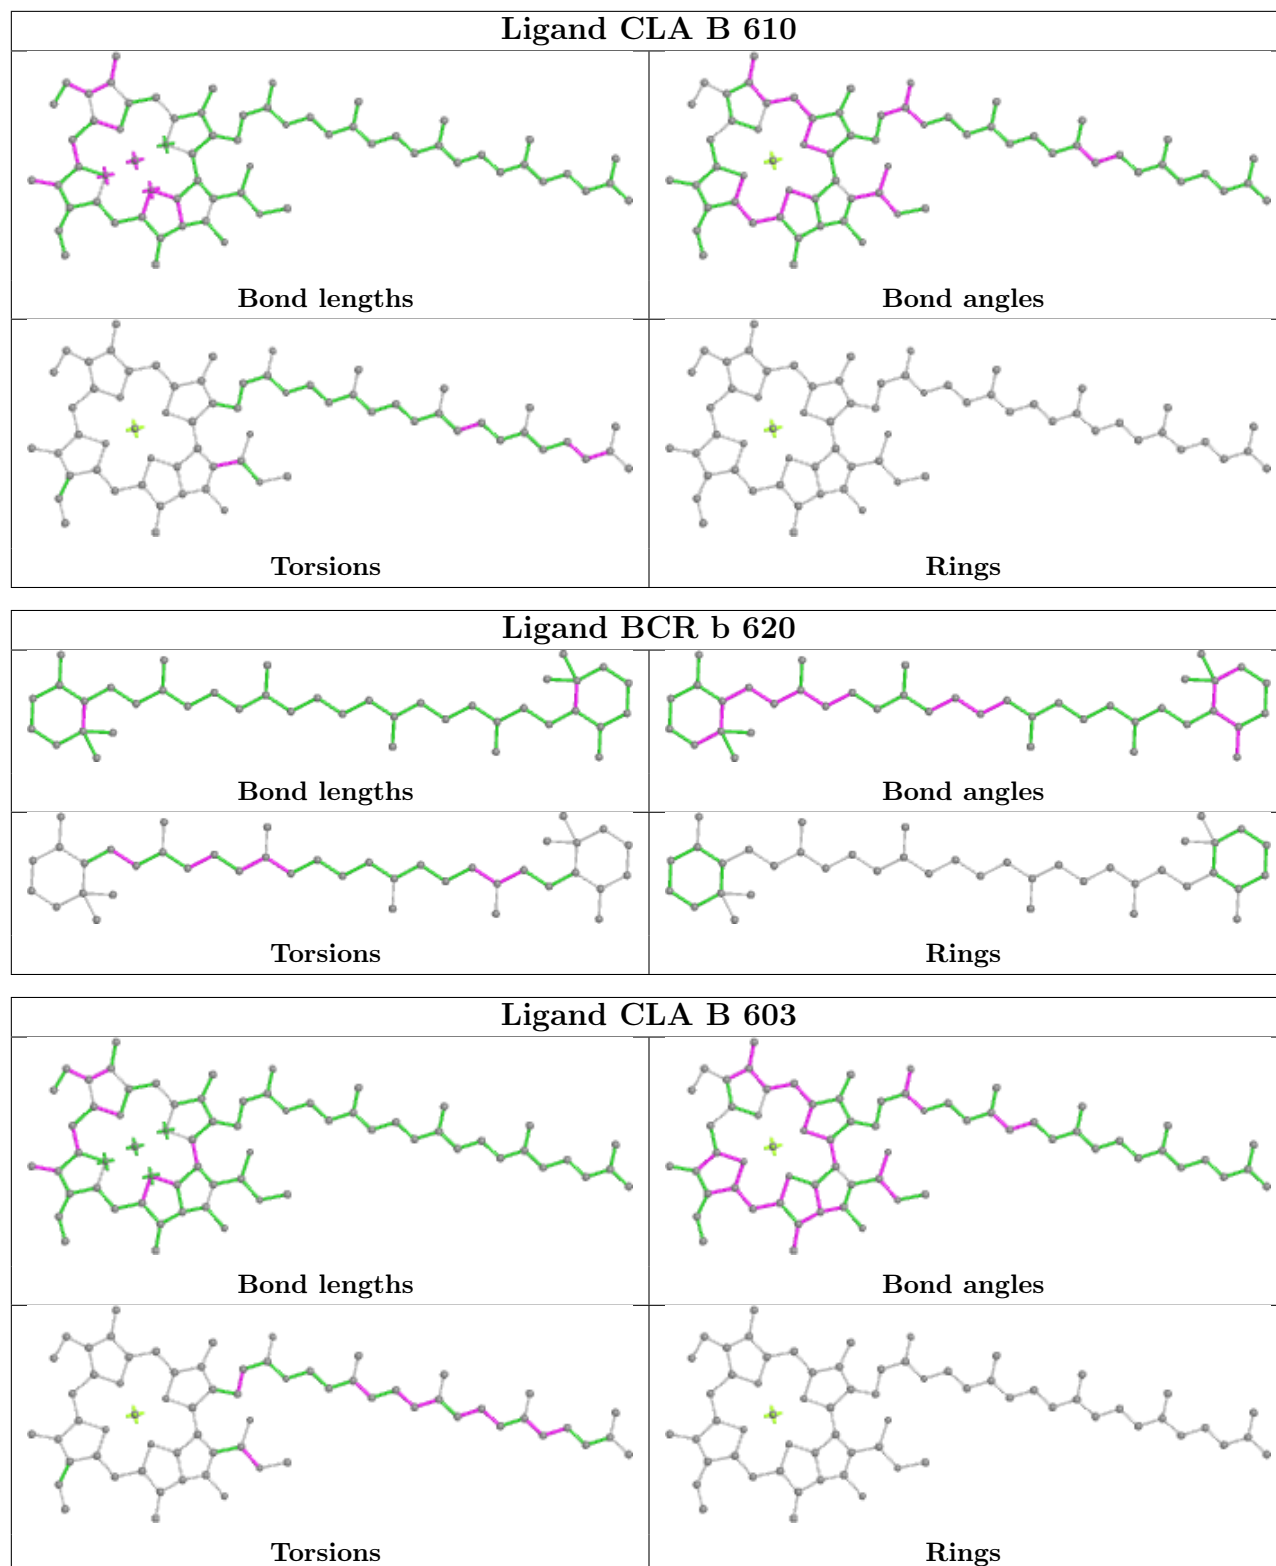 Ligand CLA B 610
Bond lengths
Bond angles
Torsions
Rings
Ligand BCR b 620
Bond lengths
Bond angles
Torsions
Rings
Ligand CLA B 603
Bond lengths
Bond angles
Torsions
Rings